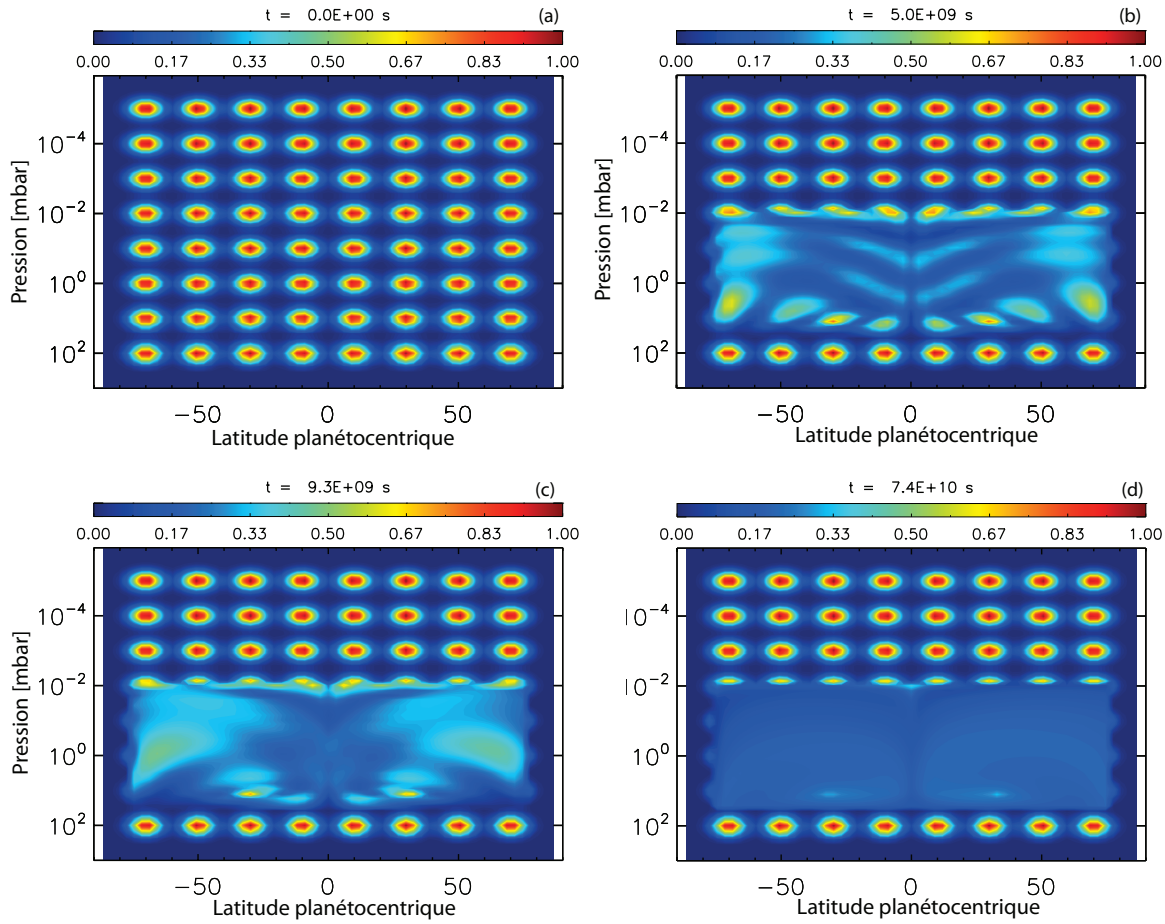 t = 0.0E+00 s
(a)
0.00 0.17 0.33 0.50 0.67 0.83 1.00
Pression [mbar]
10⁻⁴
10⁻²
10⁰
10²
−50 0 50
Latitude planétocentrique
t = 5.0E+09 s
(b)
0.00 0.17 0.33 0.50 0.67 0.83 1.00
Pression [mbar]
10⁻⁴
10⁻²
10⁰
10²
−50 0 50
Latitude planétocentrique
t = 9.3E+09 s
(c)
0.00 0.17 0.33 0.50 0.67 0.83 1.00
Pression [mbar]
10⁻⁴
10⁻²
10⁰
10²
−50 0 50
Latitude planétocentrique
t = 7.4E+10 s
(d)
0.00 0.17 0.33 0.50 0.67 0.83 1.00
10⁻⁴
10⁻²
10⁰
10²
−50 0 50
Latitude planétocentrique